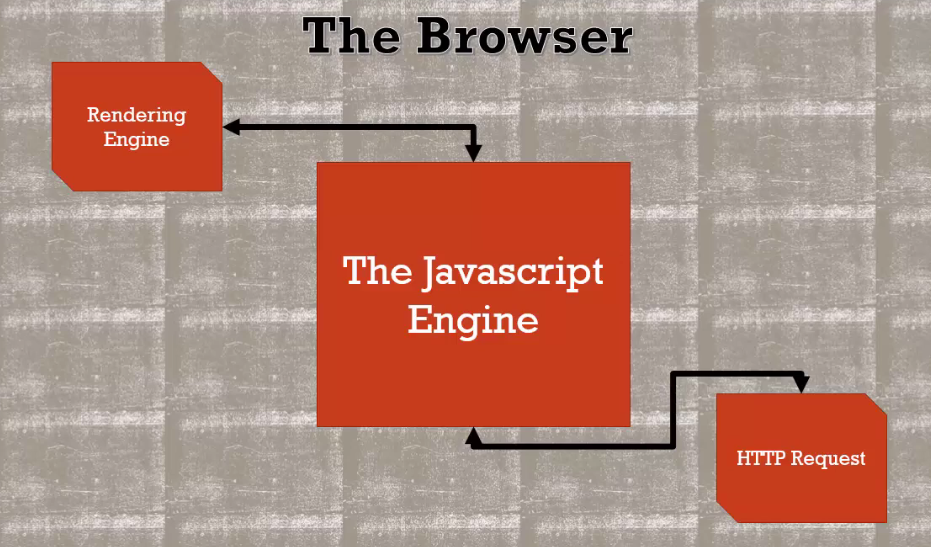 The Browser
Rendering
Engine
The Javascript
Engine
HTTP Request